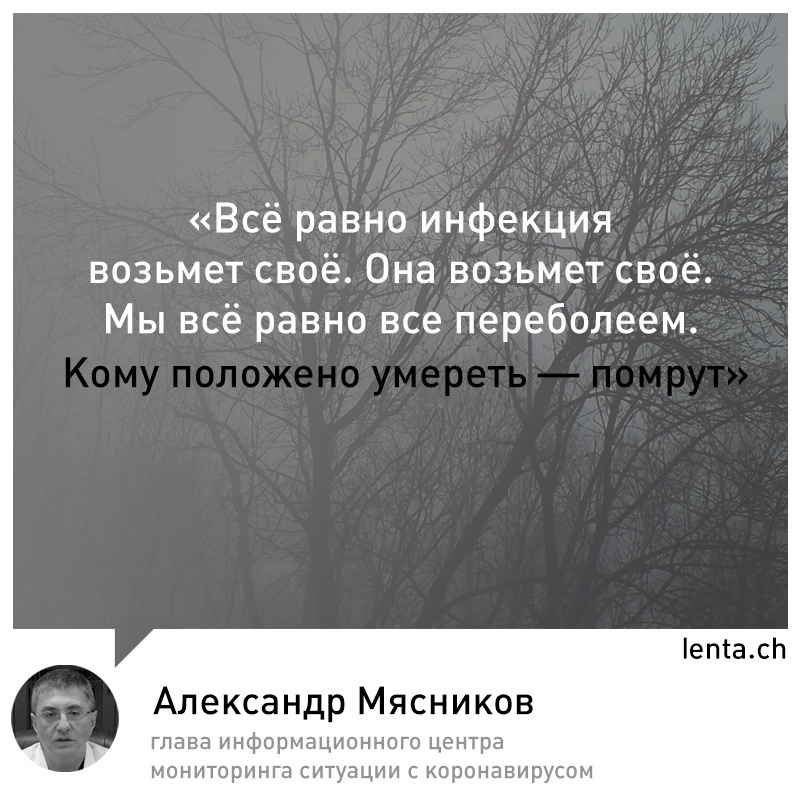 «Всё равно инфекция
возьмет своё. Она возьмет своё.
Мы всё равно все переболеем.
Кому положено умереть — помрут»
lenta.ch
Александр Мясников
глава информационного центра
мониторинга ситуации с коронавирусом